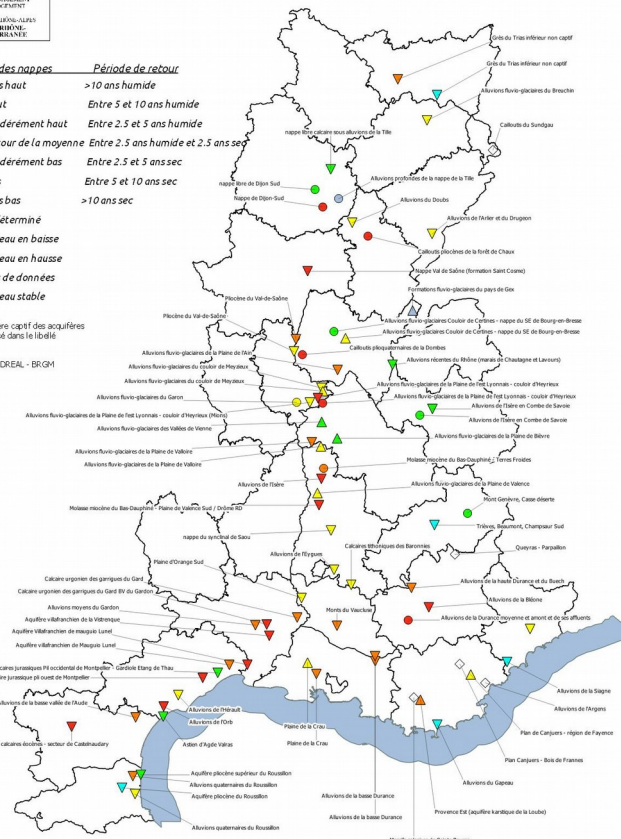 RHÔNE-
des nappes Période de retour
s haut >10 ans humide
ut Entre 5 et 10 ans humide
dérément haut Entre 2.5 et 5 ans humide
our de la moyenne Entre 2.5 ans humide et 2.5 ans sec
dérément bas Entre 2.5 et 5 ans sec
s Entre 5 et 10 ans sec
s bas >10 ans sec
éterminé
eau en baisse
eau en hausse
de données
eau stable
ère captif des acquifères
sé dans le libellé
DREAL - BRGM
Grès du Trias inférieur non captif
Grès du Trias inférieur non captif
Alluvions fluvio-glaciaires du Breuchin
Cailloutis du Sundgau
nappe libre calcaire sous alluvions de la Tille
Alluvions profondes de la nappe de la Tille
nappe libre de Dijon Sud
Nappe de Dijon-Sud
Alluvions du Doubs
Alluvions de l'Arlier et du Drugeon
Cailloutis pliocènes de la forêt de Chaux
Nappe Val de Saône (formation Saint Cosme)
Formations fluvio-glaciaires du pays de Gex
Pliocène du Val-de-Saône
Pliocène du Val-de-Saône
Alluvions fluvio-glaciaires Couloir de Certines - nappe du SE de Bourg-en-Bresse
Alluvions fluvio-glaciaires Couloir de Certines - nappe du SE de Bourg-en-Bresse
Cailloutis plioquaternaires de la Dombes
Alluvions fluvio-glaciaires de la Plaine de l'Ain
Alluvions récentes du Rhône (marais de Chautagne et Lavours)
Alluvions fluvio-glaciaires du couloir de Meyzieux
Alluvions fluvio-glaciaires du couloir de Meyzieu
Alluvions fluvio-glaciaires de la Plaine de l'est Lyonnais - couloir d'Heyrieux
Alluvions fluvio-glaciaires du Garon
Alluvions fluvio-glaciaires de la Plaine de l'est Lyonnais - couloir d'Heyrieux
Alluvions de l'Isère en Combe de Savoie
Alluvions fluvio-glaciaires de la Plaine de l'est Lyonnais - couloir d'Heyrieux (Mions)
Alluvions de l'Isère en Combe de Savoie
Alluvions fluvio-glaciaires des Vallées de Vienne
Alluvions fluvio-glaciaires de la Plaine de Bièvre
Alluvions fluvio-glaciaires de la Plaine de Valloire
Alluvions fluvio-glaciaires de la Plaine de Valloire
Molasse miocène du Bas-Dauphiné - Terres Froides
Alluvions de l'Isère
Alluvions fluvio-glaciaires de la Plaine de Valence
Mont Genèvre, Casse déserte
Molasse miocène du Bas-Dauphiné - Plaine de Valence Sud / Drôme RD
Trièves, Beaumont, Champsaur Sud
nappe du synclinal de Saou
Calcaires tithoniques des Baronnies
Queyras - Parpaillon
Alluvions de l'Eygues
Plaine d'Orange Sud
Calcaire urgonien des garrigues du Gard
Alluvions de la haute Durance et du Buech
Calcaire urgonien des garrigues du Gard BV du Gardon
Alluvions de la Bléone
Alluvions moyens du Gardon
Monts du Vaucluse
Alluvions de la Durance moyenne et amont et de ses affluents
Aquifère villafranchien de la Vistrenque
Aquifère Villafranchien de mauguio Lunel
Aquifère villafranchien de Mauguio Lunel
caires jurassiques Pli occidental de Montpellier - Gardiole Etang de Thau
ire jurassique pli ouest de Montpellier
Alluvions de la Siagne
Alluvions de la basse vallée de l'Aude
Alluvions de l'Hérault
Alluvions de l'Argens
Alluvions de l'Orb
Plaine de la Crau
Plan de Canjuers - région de Fayence
calcaires éocènes - secteur de Castelnaudary
Astien d'Agde Valras
Plaine de la Crau
Plan Canjuers - Bois de Frannes
Aquifère pliocène supérieur du Roussillon
Alluvions quaternaires du Roussillon
Alluvions du Gapeau
Aquifère pliocène du Roussillon
Alluvions de la basse Durance
Provence Est (aquifère karstique de la Loube)
Alluvions de la basse Durance
Alluvions quaternaires du Roussillon